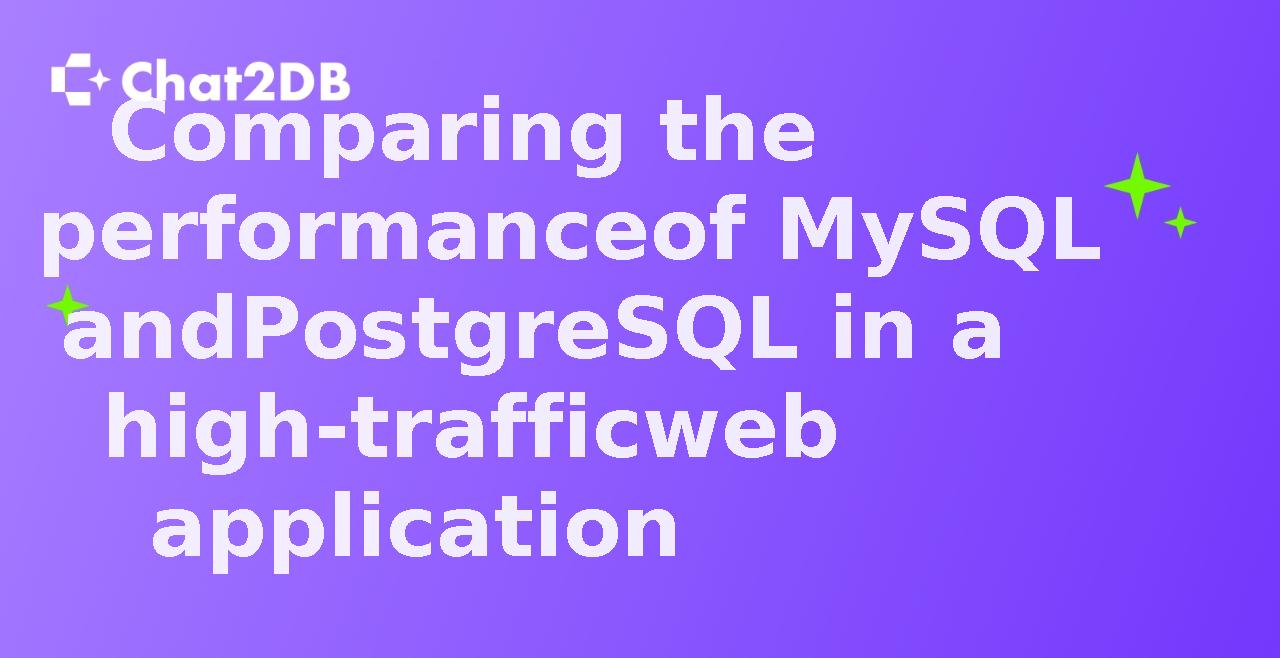 Chat2DB
Comparing the
performanceof MySQL
andPostgreSQL in a
high-trafficweb
application